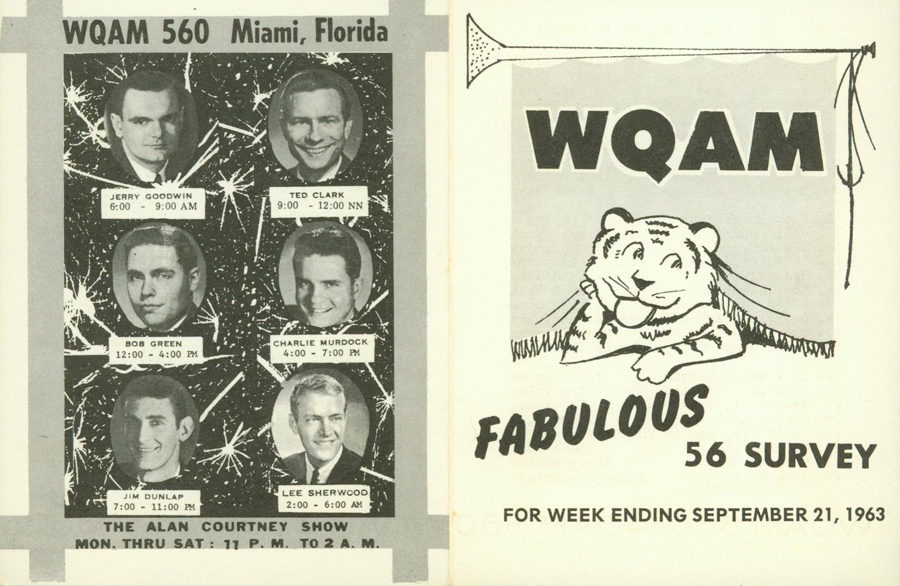 WQAM 560 Miami, Florida
JERRY GOODWIN
6:00 - 9:00 AM
TED CLARK
9:00 - 12:00 NN
BOB GREEN
12:00 - 4:00 PM
CHARLIE MURDOCK
4:00 - 7:00 PM
JIM DUNLAP
7:00 - 11:00 PM
LEE SHERWOOD
2:00 - 6:00 AM
THE ALAN COURTNEY SHOW
MON. THRU SAT : 11 P. M. TO 2 A. M.
WQAM
FABULOUS
56 SURVEY
FOR WEEK ENDING SEPTEMBER 21, 1963